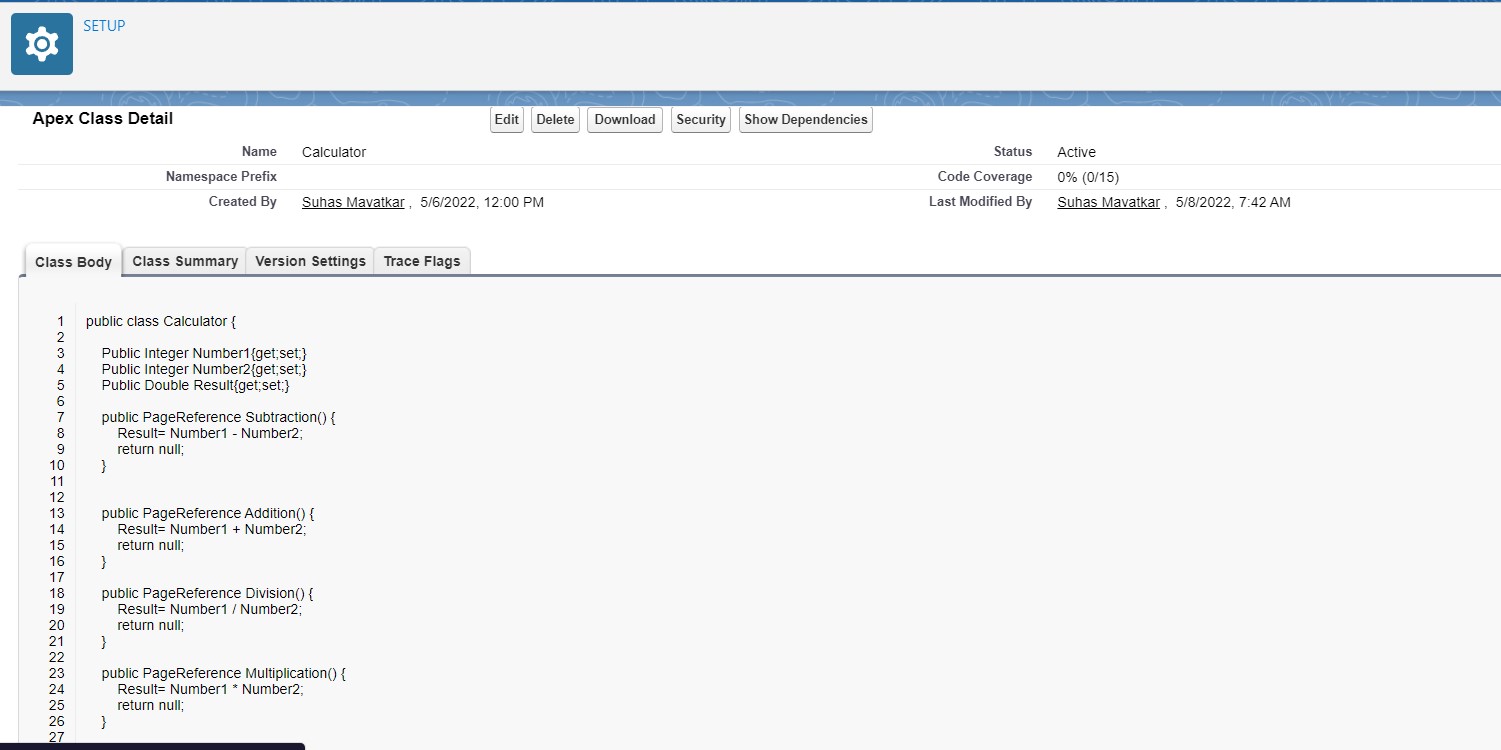 SETUP
Apex Class Detail Edit Delete Download Security Show Dependencies
Name Calculator Status Active
Namespace Prefix Code Coverage 0% (0/15)
Created By Suhas Mavatkar , 5/6/2022, 12:00 PM Last Modified By Suhas Mavatkar , 5/8/2022, 7:42 AM
Class Body Class Summary Version Settings Trace Flags
1 public class Calculator {
2
3 Public Integer Number1{get;set;}
4 Public Integer Number2{get;set;}
5 Public Double Result{get;set;}
6
7 public PageReference Subtraction() {
8 Result= Number1 - Number2;
9 return null;
10 }
11
12
13 public PageReference Addition() {
14 Result= Number1 + Number2;
15 return null;
16 }
17
18 public PageReference Division() {
19 Result= Number1 / Number2;
20 return null;
21 }
22
23 public PageReference Multiplication() {
24 Result= Number1 * Number2;
25 return null;
26 }
27